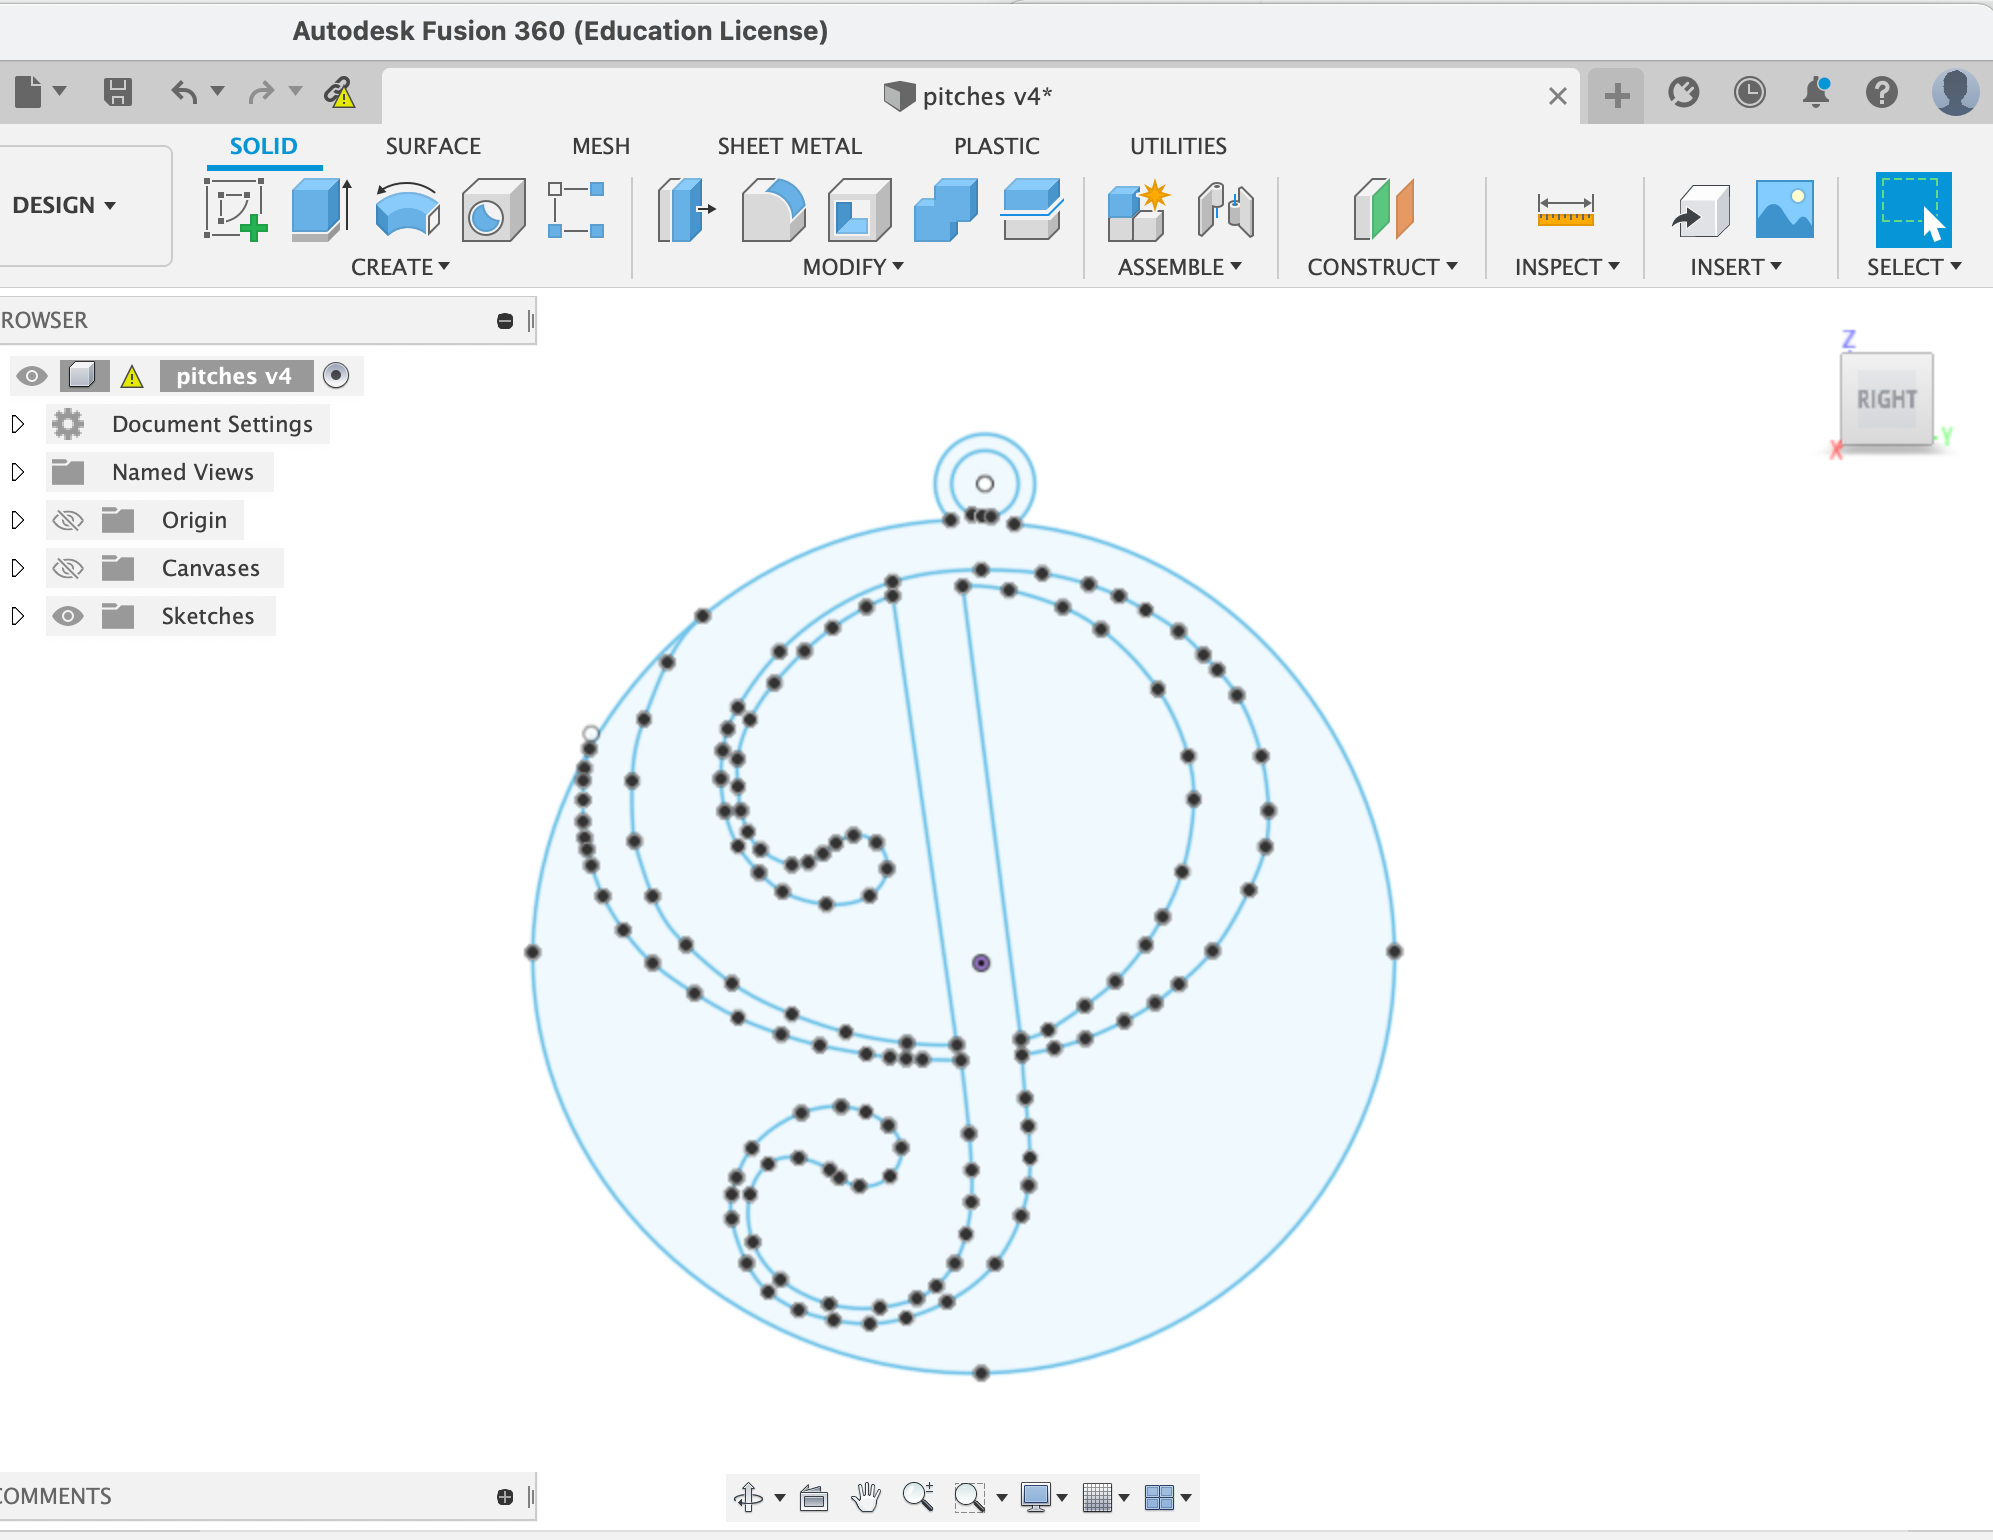 Autodesk Fusion 360 (Education License)
pitches v4*
SOLID SURFACE MESH SHEET METAL PLASTIC UTILITIES
DESIGN
CREATE MODIFY ASSEMBLE CONSTRUCT INSPECT INSERT SELECT
ROWSER
pitches v4
Document Settings
Named Views
Origin
Canvases
Sketches
Z
RIGHT
X
-Y
COMMENTS